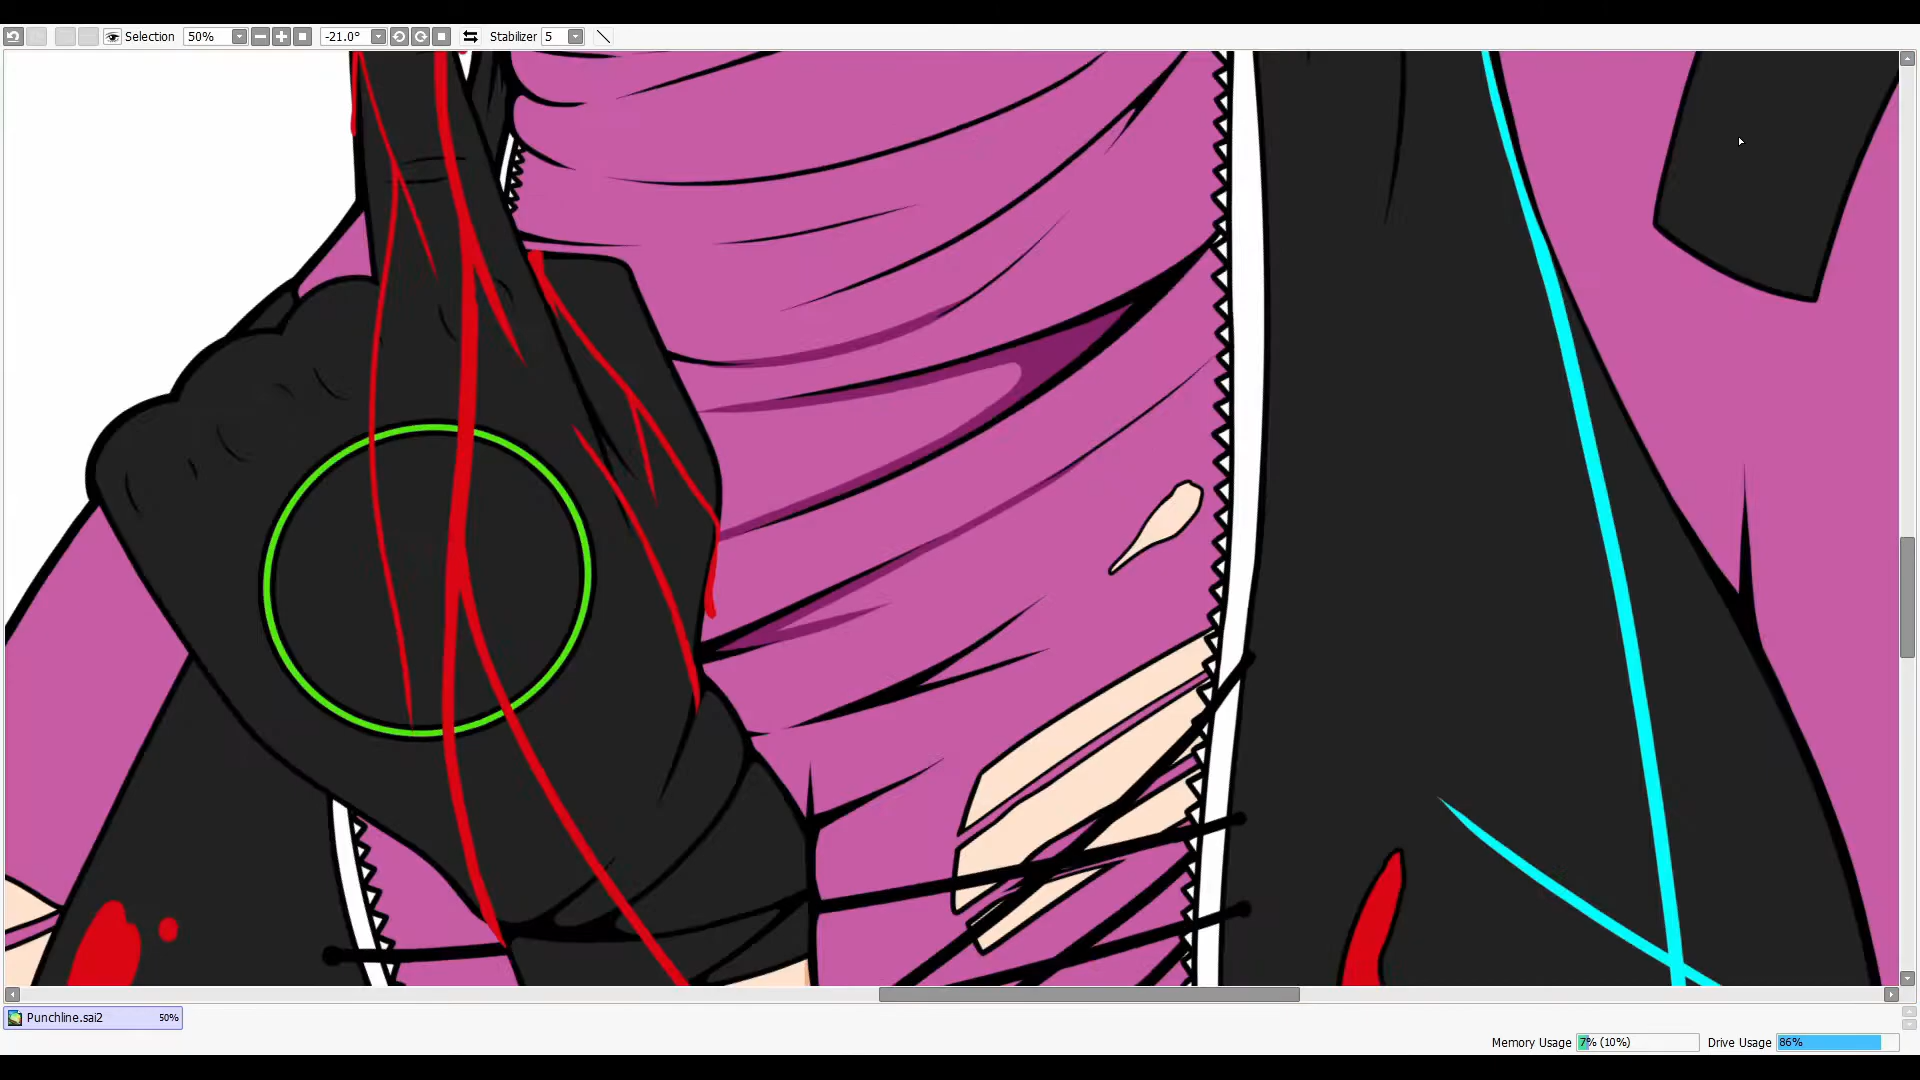 Selection 50% -21.0° Stabilizer 5
Punchline.sai2 50%
Memory Usage 7% (10%) Drive Usage 86%